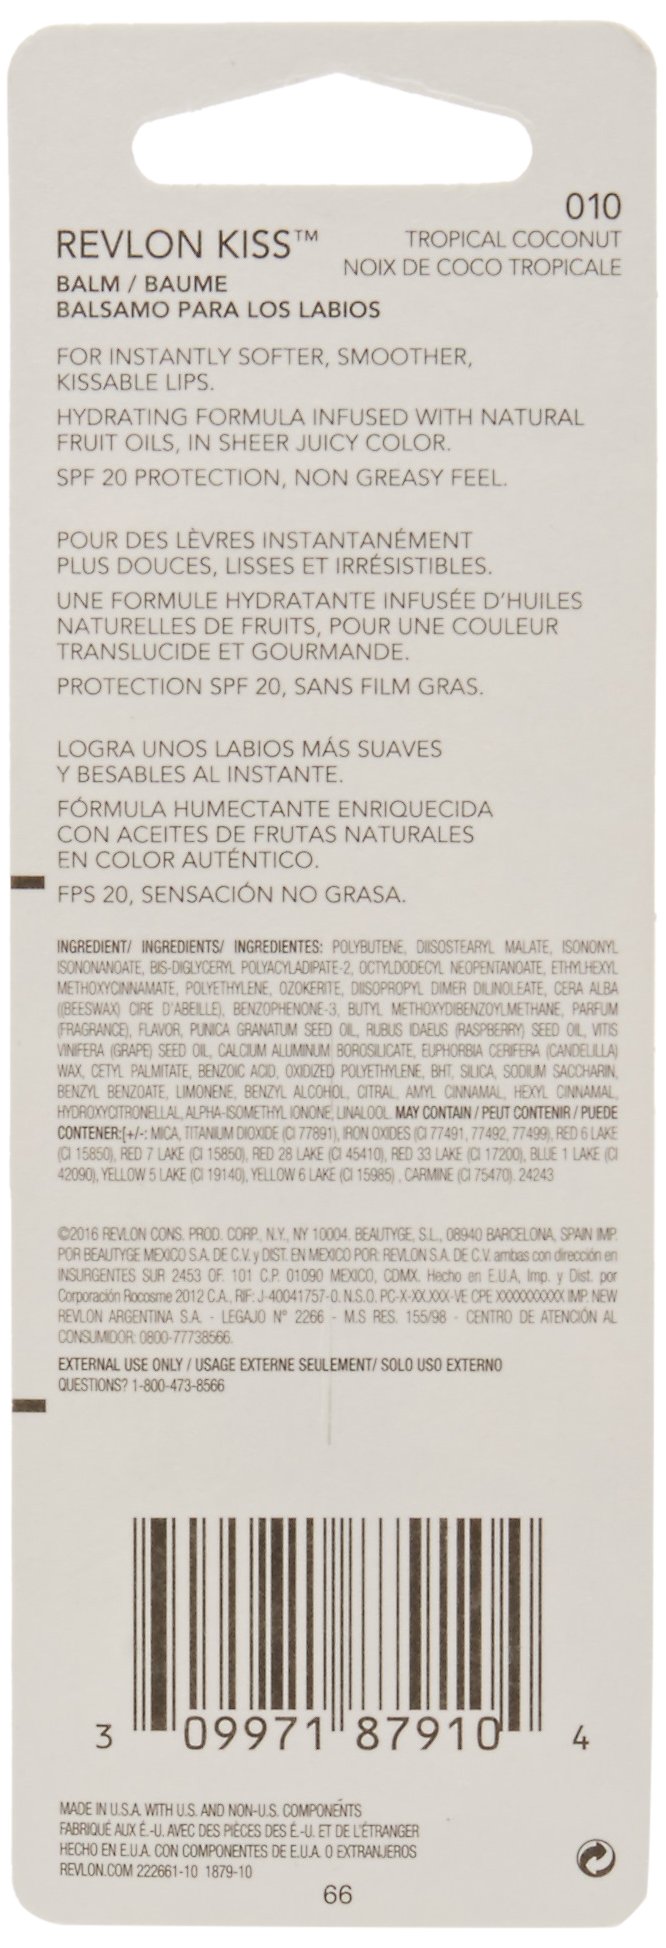 010
REVLON KISS™
TROPICAL COCONUT
NOIX DE COCO TROPICALE
BALM / BAUME
BALSAMO PARA LOS LABIOS
FOR INSTANTLY SOFTER, SMOOTHER,
KISSABLE LIPS.
HYDRATING FORMULA INFUSED WITH NATURAL
FRUIT OILS, IN SHEER JUICY COLOR.
SPF 20 PROTECTION, NON GREASY FEEL.
POUR DES LÈVRES INSTANTANÉMENT
PLUS DOUCES, LISSES ET IRRÉSISTIBLES.
UNE FORMULE HYDRATANTE INFUSÉE D'HUILES
NATURELLES DE FRUITS, POUR UNE COULEUR
TRANSLUCIDE ET GOURMANDE.
PROTECTION SPF 20, SANS FILM GRAS.
LOGRA UNOS LABIOS MÁS SUAVES
Y BESABLES AL INSTANTE.
FÓRMULA HUMECTANTE ENRIQUECIDA
CON ACEITES DE FRUTAS NATURALES
EN COLOR AUTÉNTICO.
FPS 20, SENSACIÓN NO GRASA.
INGREDIENT/ INGREDIENTS/ INGREDIENTES: POLYBUTENE, DIISOSTEARYL MALATE, ISONONYL
ISONONANOATE, BIS-DIGLYCERYL POLYACYLADIPATE-2, OCTYLDODECYL NEOPENTANOATE, ETHYLHEXYL
METHOXYCINNAMATE, POLYETHYLENE, OZOKERITE, DIISOPROPYL DIMER DILINOLEATE, CERA ALBA
((BEESWAX) CIRE D'ABEILLE), BENZOPHENONE-3, BUTYL METHOXYDIBENZOYLMETHANE, PARFUM
(FRAGRANCE), FLAVOR, PUNICA GRANATUM SEED OIL, RUBUS IDAEUS (RASPBERRY) SEED OIL, VITIS
VINIFERA (GRAPE) SEED OIL, CALCIUM ALUMINUM BOROSILICATE, EUPHORBIA CERIFERA (CANDELILLA)
WAX, CETYL PALMITATE, BENZOIC ACID, OXIDIZED POLYETHYLENE, BHT, SILICA, SODIUM SACCHARIN,
BENZYL BENZOATE, LIMONENE, BENZYL ALCOHOL, CITRAL, AMYL CINNAMAL, HEXYL CINNAMAL,
HYDROXYCITRONELLAL, ALPHA-ISOMETHYL IONONE, LINALOOL. MAY CONTAIN / PEUT CONTENIR / PUEDE
CONTENER:[+/-: MICA, TITANIUM DIOXIDE (CI 77891), IRON OXIDES (CI 77491, 77492, 77499), RED 6 LAKE
(CI 15850), RED 7 LAKE (CI 15850), RED 28 LAKE (CI 45410), RED 33 LAKE (CI 17200), BLUE 1 LAKE (CI
42090), YELLOW 5 LAKE (CI 19140), YELLOW 6 LAKE (CI 15985) , CARMINE (CI 75470). 24243
©2016 REVLON CONS. PROD. CORP., N.Y., NY 10004. BEAUTYGE, S.L., 08940 BARCELONA, SPAIN IMP.
POR BEAUTYGE MEXICO S.A. DE C.V. y DIST. EN MEXICO POR: REVLON S.A. DE C.V. ambas con dirección en
INSURGENTES SUR 2453 OF. 101 C.P. 01090 MEXICO, CDMX. Hecho en E.U.A, Imp. y Dist. por
Corporación Rocosme 2012 C.A., RIF: J-40041757-0. N.S.O. PC-X-XX.XXX-VE CPE XXXXXXXXXX IMP. NEW
REVLON ARGENTINA S.A. - LEGAJO N° 2266 - M.S RES. 155/98 - CENTRO DE ATENCIÓN AL
CONSUMIDOR: 0800-77738566.
EXTERNAL USE ONLY / USAGE EXTERNE SEULEMENT/ SOLO USO EXTERNO
QUESTIONS? 1-800-473-8566
3 09971 87910 4
MADE IN U.S.A. WITH U.S. AND NON-U.S. COMPONENTS
FABRIQUÉ AUX É.-U. AVEC DES PIÈCES DES É.-U. ET DE L'ÉTRANGER
HECHO EN E.U.A. CON COMPONENTES DE E.U.A. O EXTRANJEROS
REVLON.COM 222661-10 1879-10
66